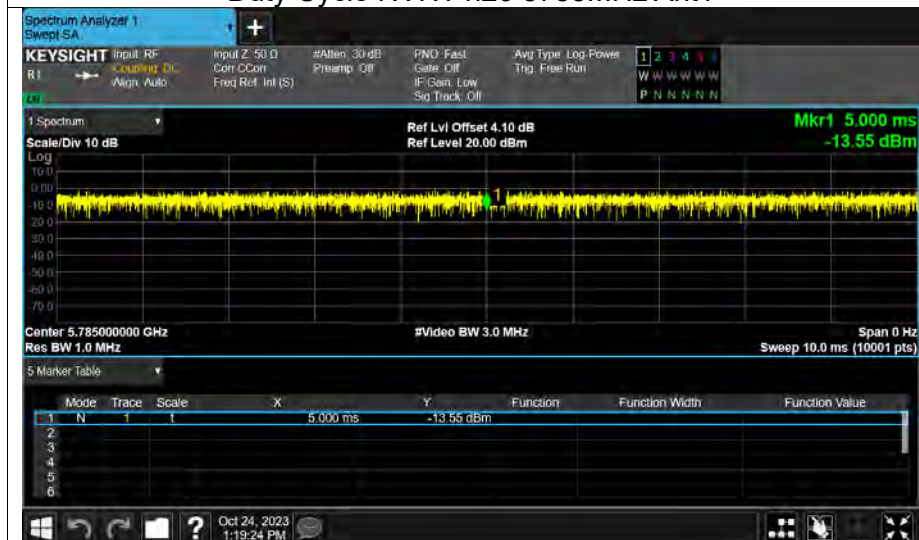 Spectrum Analyzer 1
Swept SA
+
KEYSIGHT Input: RF Input Z: 50 Ω #Atten: 30 dB PNO: Fast Avg Type: Log-Power 1 2 3 4 5 6
R L Coupling: DC Corr CCorr Preamp: Off Gate: Off Trig: Free Run W W W W W W
Align: Auto Freq Ref: Int (S) IF Gain: Low P N N N N N
Sig Track: Off
1 Spectrum Ref Lvl Offset 4.10 dB Mkr1 5.000 ms
Scale/Div 10 dB Ref Level 20.00 dBm -13.55 dBm
Log
10.0
0.00
-10.0
-20.0
-30.0
-40.0
-50.0
-60.0
-70.0
1
Center 5.785000000 GHz #Video BW 3.0 MHz Span 0 Hz
Res BW 1.0 MHz Sweep 10.0 ms (10001 pts)
5 Marker Table
Mode Trace Scale X Y Function Function Width Function Value
1 N 1 t 5.000 ms -13.55 dBm
2
3
4
5
6
? Oct 24, 2023
1:19:24 PM